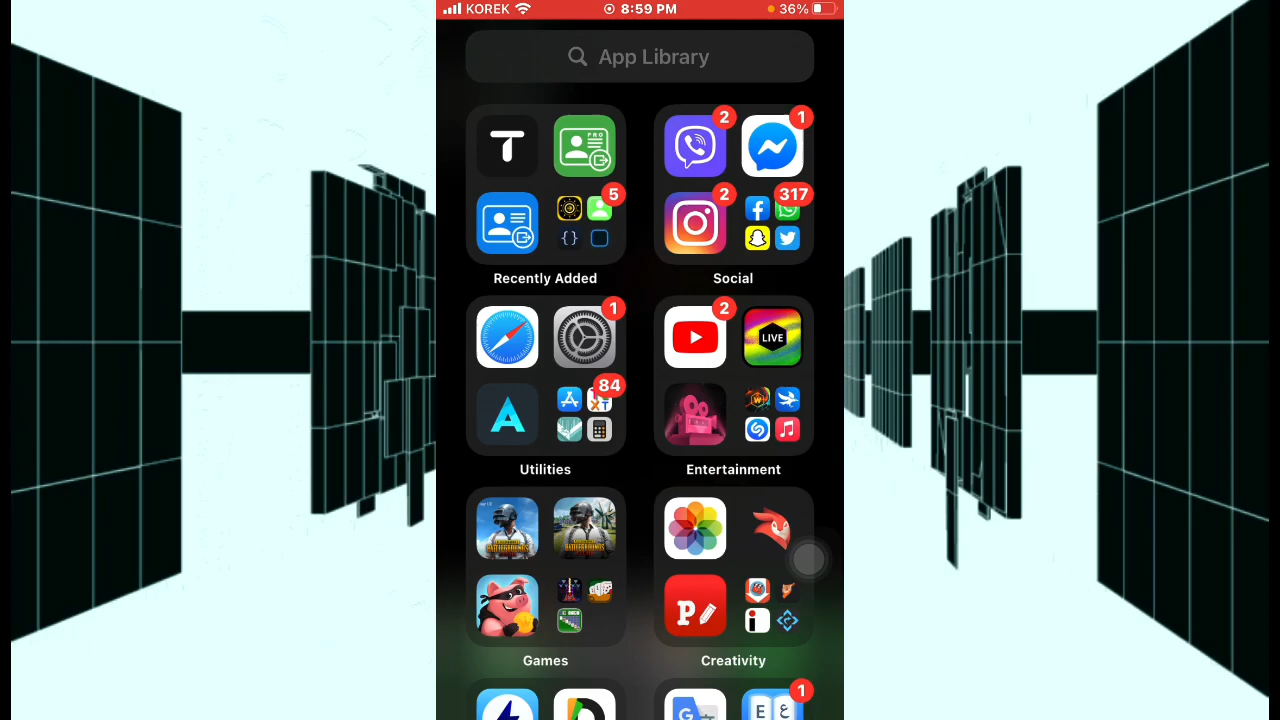 KOREK 8:59 PM 36%
App Library
PRO
2 1
5 2 317
Recently Added Social
1 2
LIVE
84
Utilities Entertainment
Games Creativity
1
E ع